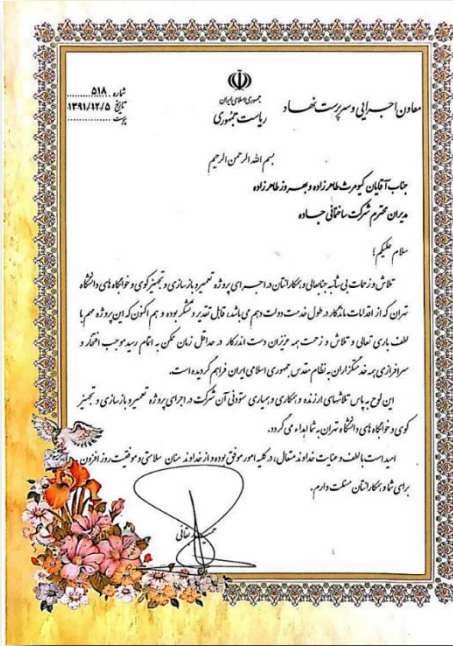 شماره ۵۱۸
تاریخ ۱۳۹۱/۱۲/۵
پیوست
جمهوری اسلامی ایران
ریاست جمهوری
معاون اجرایی و سرپرست نهاد
بسم الله الرحمن الرحیم
جناب آقایان کیومرث طاهرزاده و بهروز طاهرزاده
مدیران محترم شرکت ساختمانی جاده
سلام علیکم؛
تلاش و زحمات بی شائبه جنابعالی و همکارانتان در اجرای پروژه تعمیر و بازسازی و تجهیز کوی و خوابگاه های دانشگاه
تهران که از اقدامات ماندگار در طول خدمت دولت دهم می باشد، قابل تقدیر و تشکر بوده و هم اکنون که این پروژه مهم با
لطف باری تعالی و تلاش و زحمت همه عزیزان دست اندرکار در حداقل زمان ممکن به اتمام رسید موجب افتخار و
سرافرازی همه خدمتگزاران به نظام مقدس جمهوری اسلامی ایران فراهم گردیده است.
این لوح به پاس تلاشهای ارزنده و همکاری و همیاری ستودنی آن شرکت در اجرای پروژه تعمیر و بازسازی و تجهیز
کوی و خوابگاه های دانشگاه تهران به شما اهداء می گردد.
امید است با لطف و عنایت خداوند متعال، در کلیه امور موفق بوده و از خداوند منان سلامتی و موفقیت روز افزون
برای شما و همکارانتان مسئلت دارم.